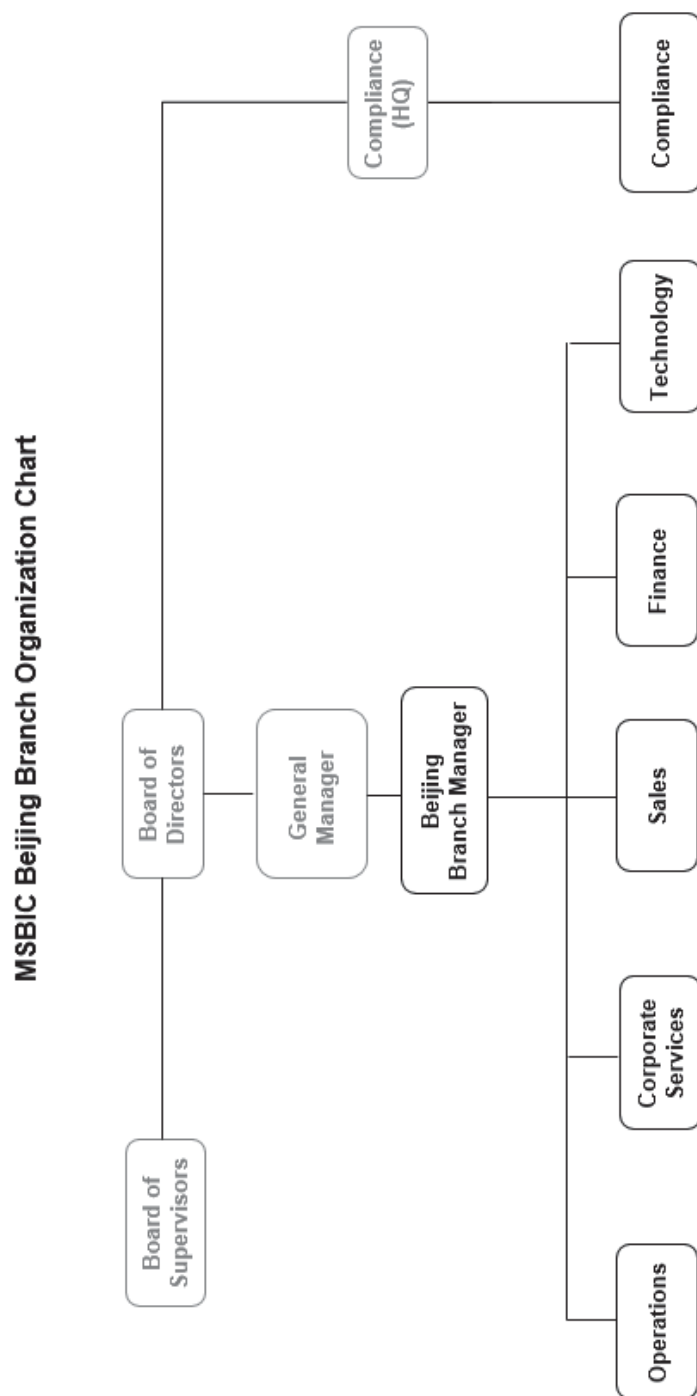 MSBIC Beijing Branch Organization Chart
Board of
Supervisors
Board of
Directors
General
Manager
Compliance
(HQ)
Beijing
Branch Manager
Operations
Corporate
Services
Sales
Finance
Technology
Compliance